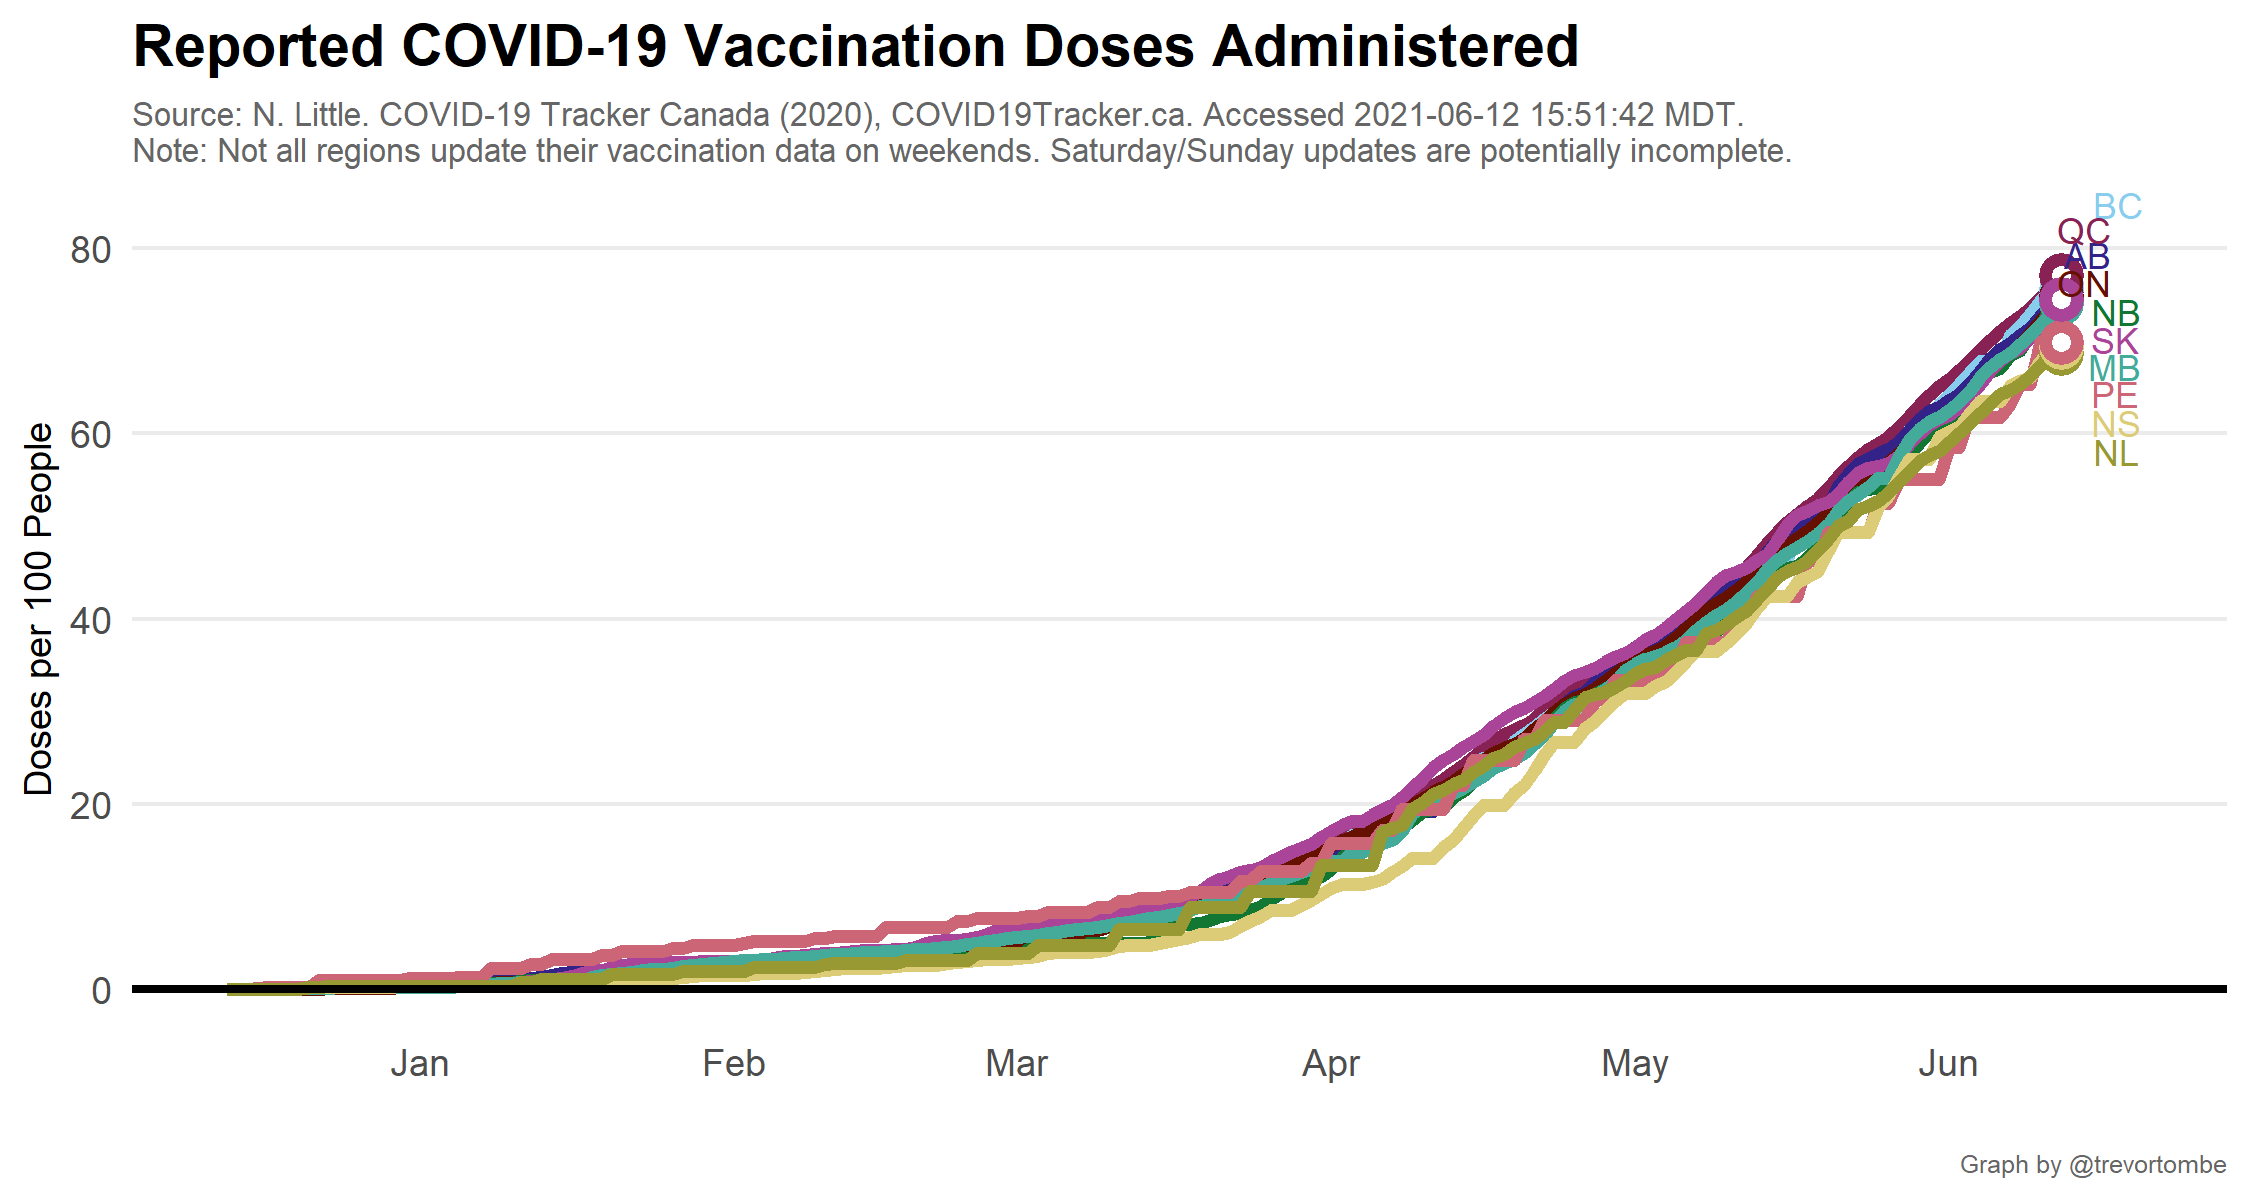 Reported COVID-19 Vaccination Doses Administered
Source: N. Little. COVID-19 Tracker Canada (2020), COVID19Tracker.ca. Accessed 2021-06-12 15:51:42 MDT.
Note: Not all regions update their vaccination data on weekends. Saturday/Sunday updates are potentially incomplete.
Doses per 100 People
80
60
40
20
0
BC
QC
AB
ON
NB
SK
MB
PE
NS
NL
Jan Feb Mar Apr May Jun
Graph by @trevortombe